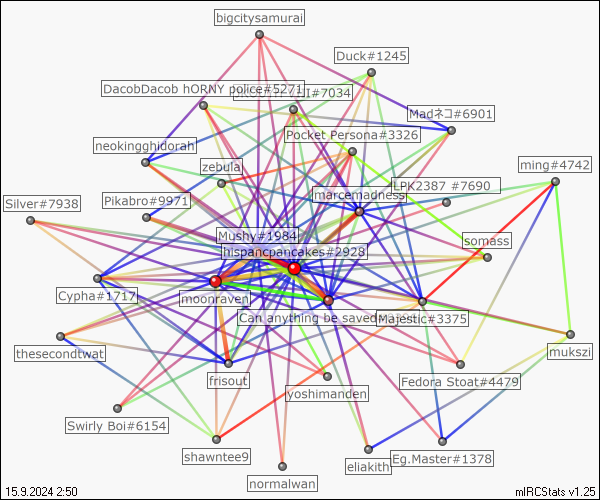 bigcitysamurai
Duck#1245
DacobDacob hORNY police#5271
#7034
Madネコ#6901
Pocket Persona#3326
neokingghidorah
zebula
ming#4742
LPK2387 #7690
marcemadness
Pikabro#9971
Silver#7938
Mushy#1984
hispancpancakes#2928
somass
Cypha#1717
moonraven
Can anything be saved
Majestic#3375
thesecondtwat
mukszi
frisout
Fedora Stoat#4479
yoshimanden
Swirly Boi#6154
shawntee9
eliakith
Eg.Master#1378
normalwan
15.9.2024 2:50
mIRCStats v1.25